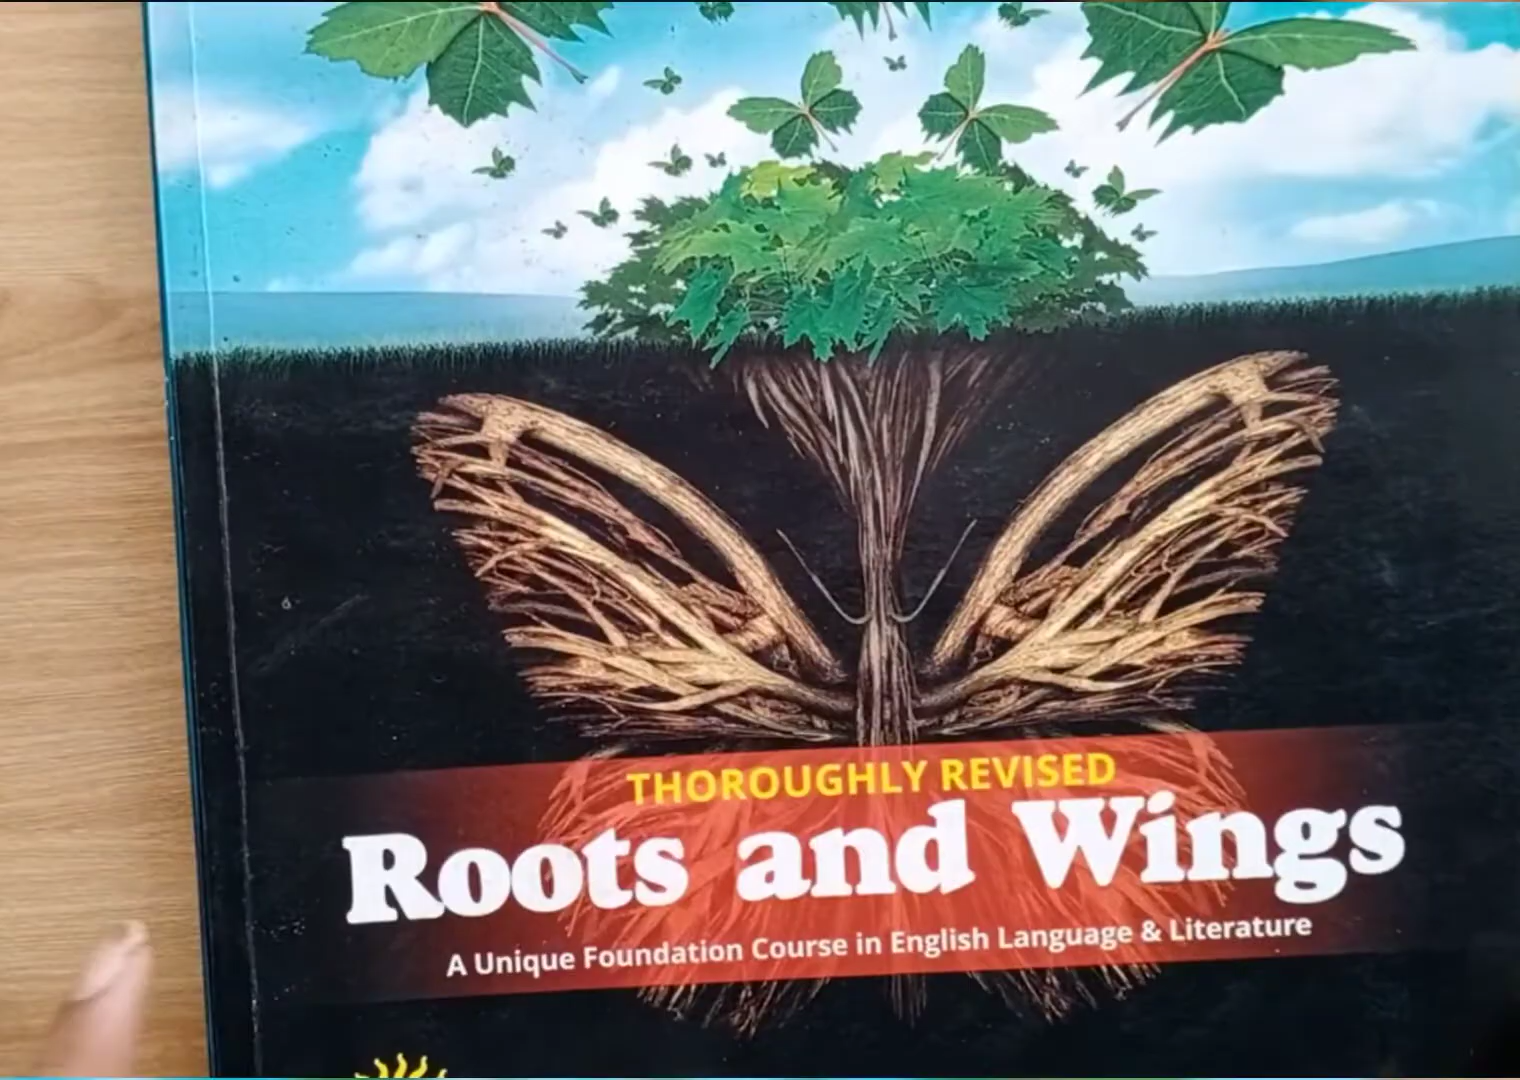 THOROUGHLY REVISED
Roots and Wings
A Unique Foundation Course in English Language & Literature